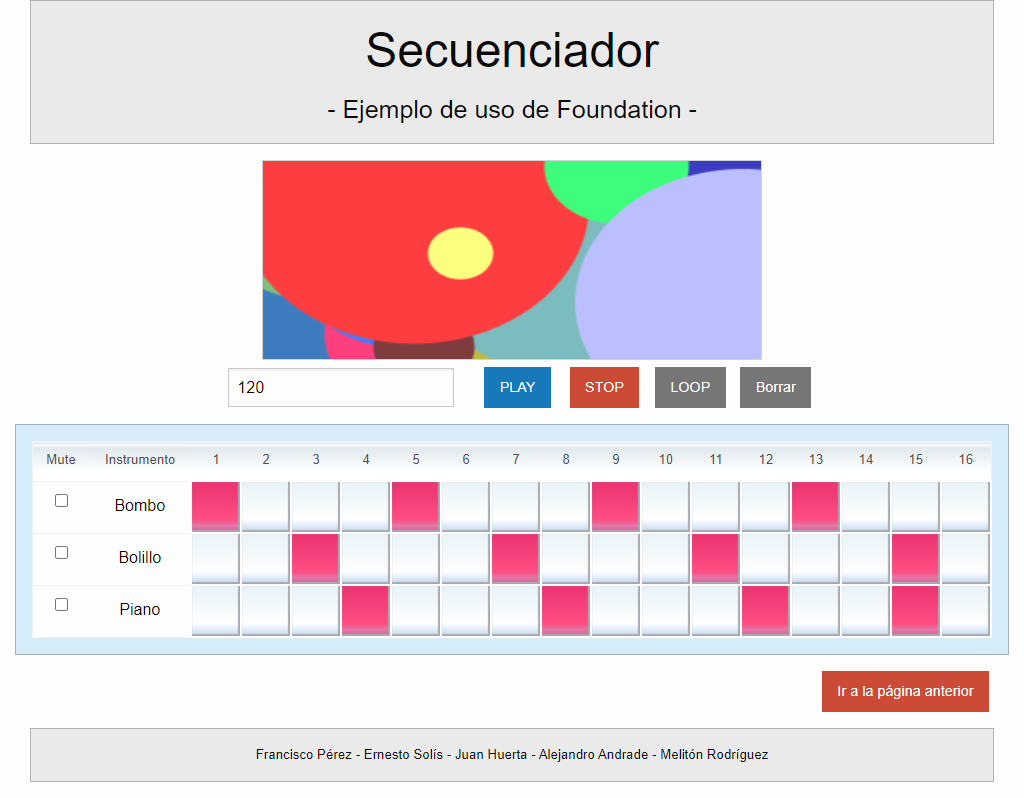 Secuenciador
- Ejemplo de uso de Foundation -
120 PLAY STOP LOOP Borrar
Mute Instrumento 1 2 3 4 5 6 7 8 9 10 11 12 13 14 15 16
Bombo
Bolillo
Piano
Ir a la página anterior
Francisco Pérez - Ernesto Solís - Juan Huerta - Alejandro Andrade - Melitón Rodríguez